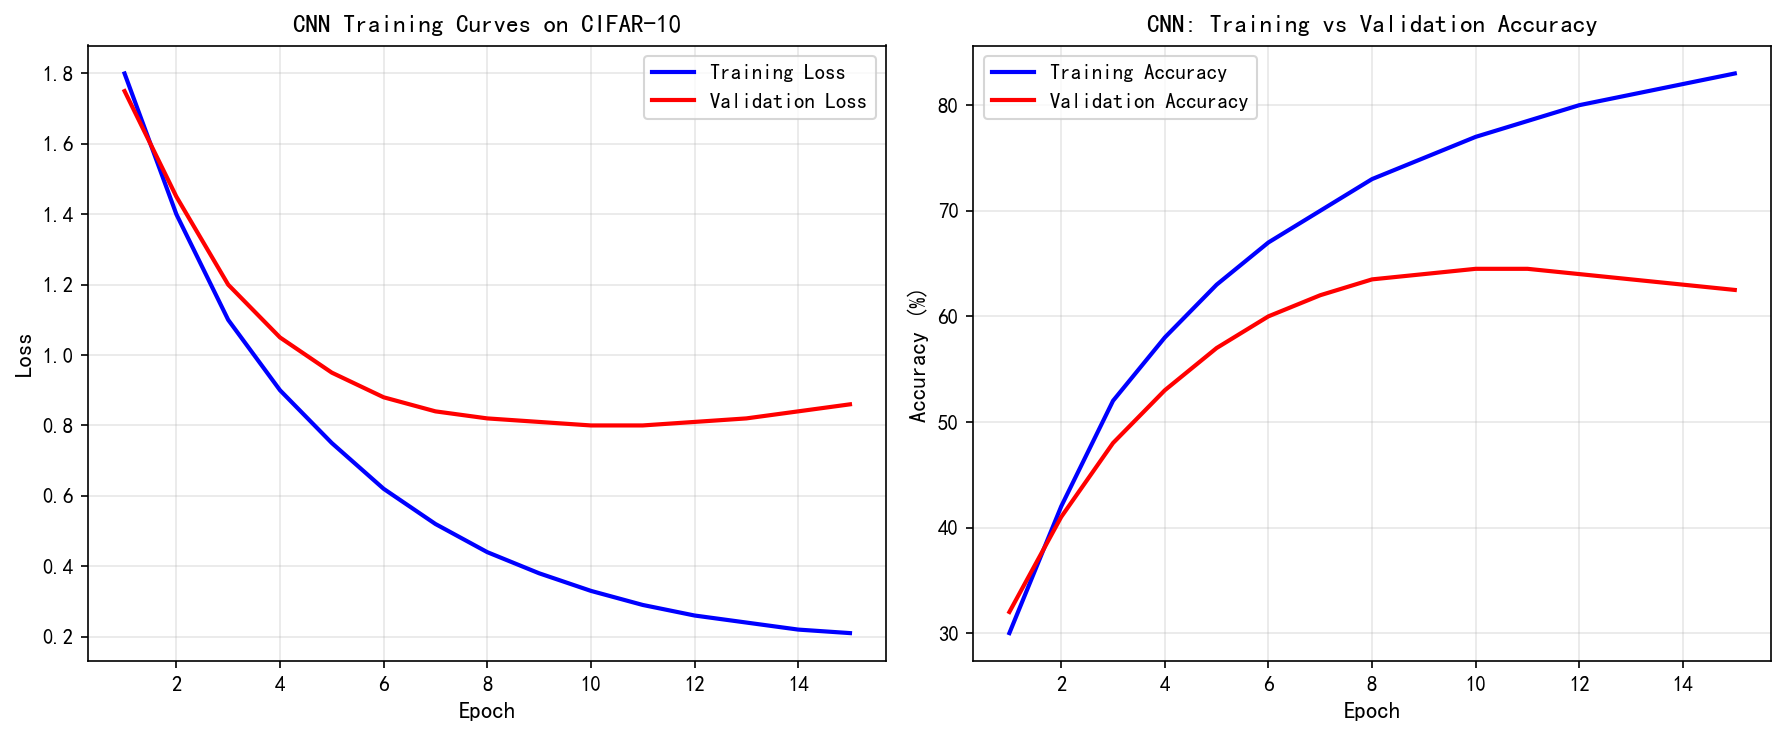 CNN Training Curves on CIFAR-10
Training Loss
Validation Loss
1.8
1.6
1.4
1.2
1.0
0.8
0.6
0.4
0.2
Loss
2 4 6 8 10 12 14
Epoch
CNN: Training vs Validation Accuracy
Training Accuracy
Validation Accuracy
80
70
60
50
40
30
Accuracy (%)
2 4 6 8 10 12 14
Epoch